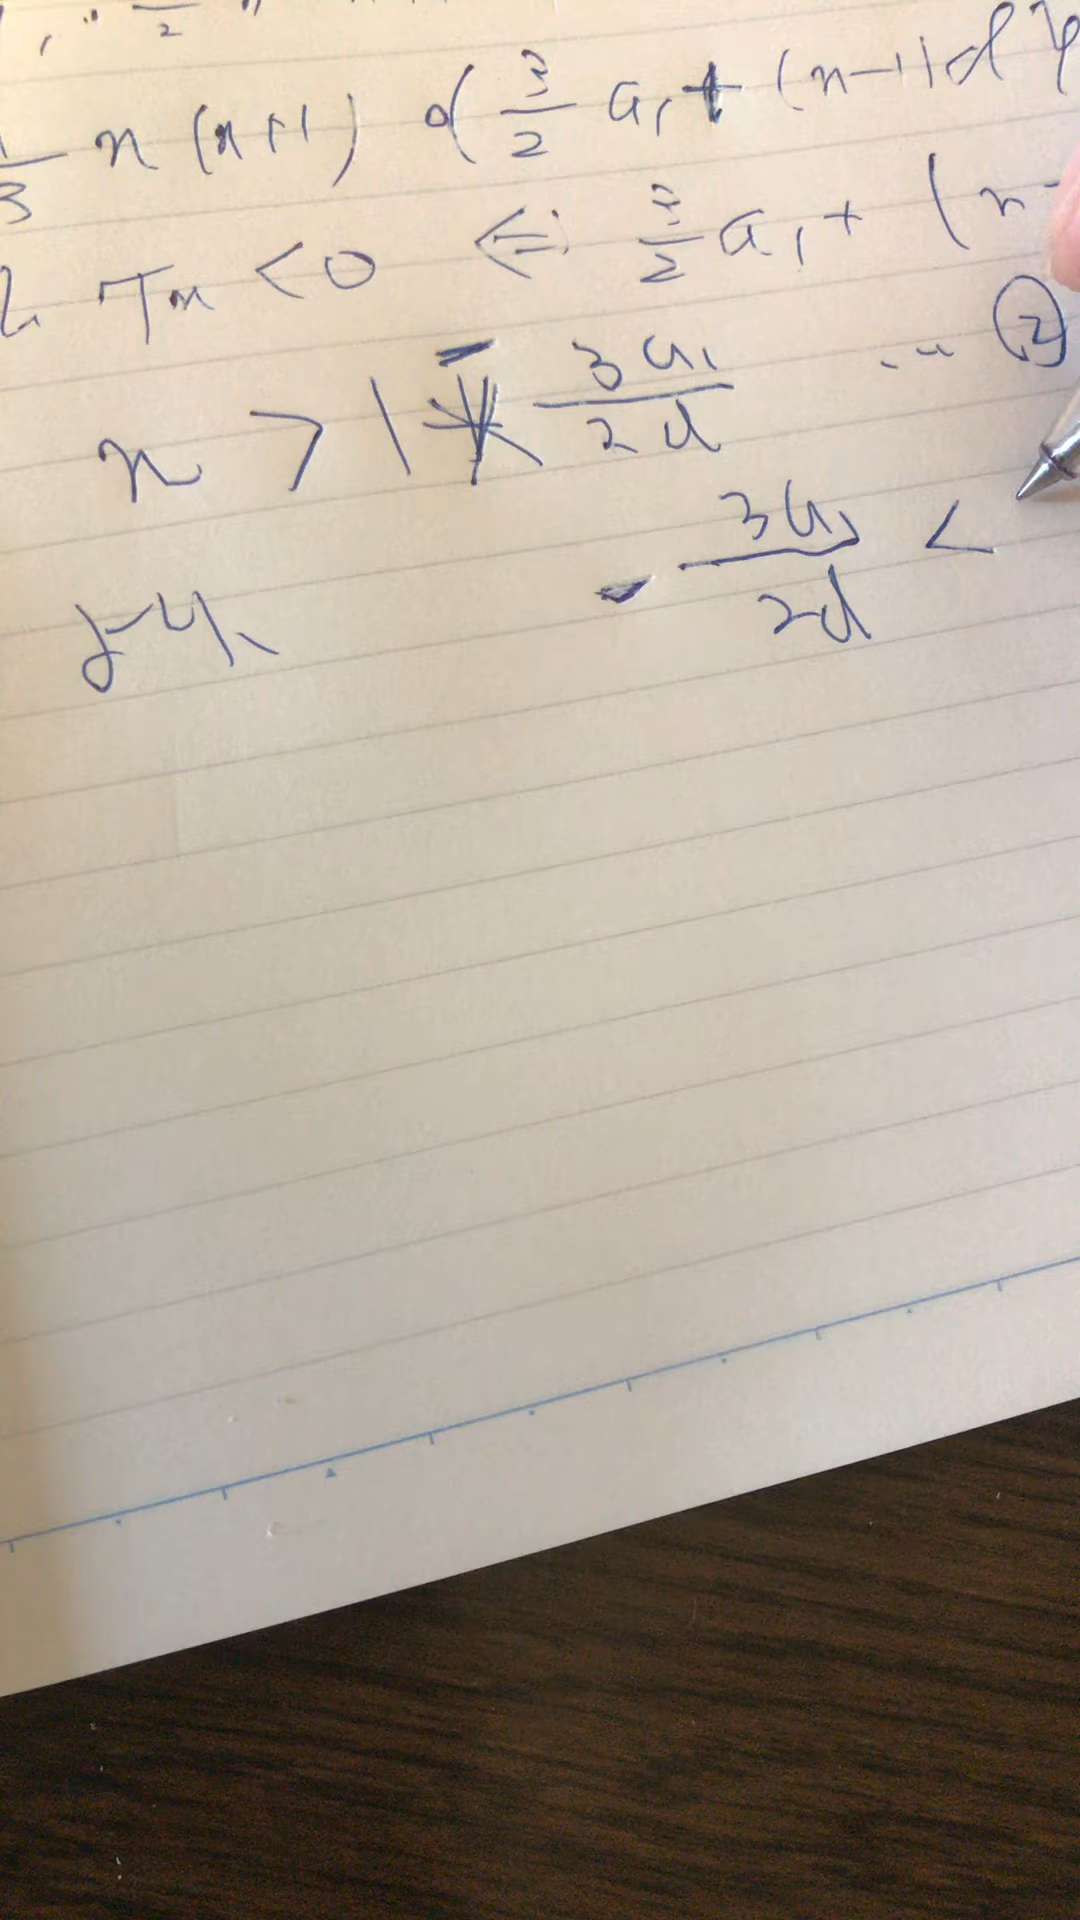 n(n+1) {3/2 a₁ + (n-1)d}
Tn < 0 ⇔ 3/2 a₁ + (n-
n > 1 - 3a₁/2d … ②
- 3a₁/2d <